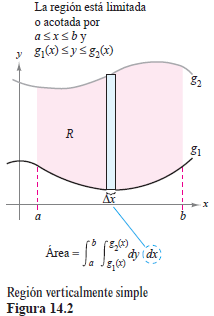 La región está limitada
o acotada por
a ≤ x ≤ b y
g₁(x) ≤ y ≤ g₂(x)
y
g₂
R
g₁
Δx
x
a
b
Área = ∫ₐᵇ ∫g₁(x)g₂(x) dy (dx)
Región verticalmente simple
Figura 14.2